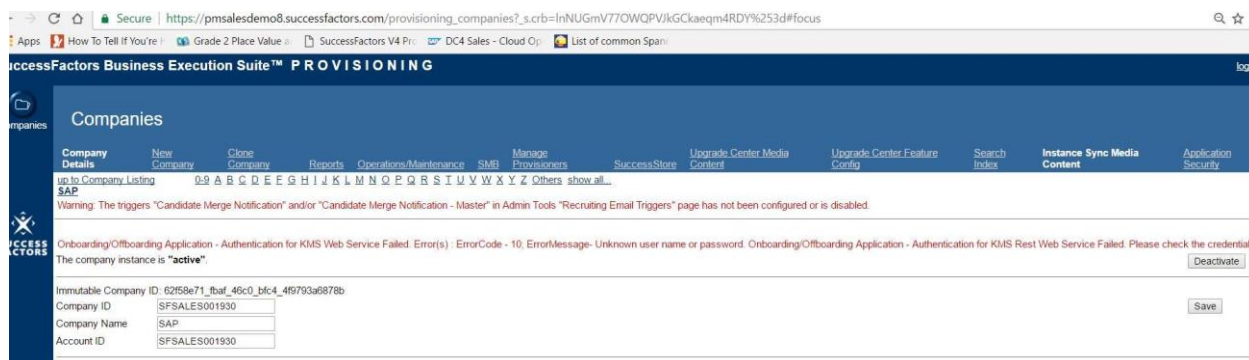 Secure | https://pmsalesdemo8.successfactors.com/provisioning_companies?_s.crb=lnNUGmV77OWQPVJkGCkaeqm4RDY%253d#focus
Apps How To Tell If You're Grade 2 Place Value SuccessFactors V4 Pro DC4 Sales - Cloud Op List of common Span
uccessFactors Business Execution Suite™ PROVISIONING log
ompanies
Companies
Company Details New Company Clone Company Reports Operations/Maintenance SMB Manage Provisioners SuccessStore Upgrade Center Media Content Upgrade Center Feature Config Search Index Instance Sync Media Content Application Security
up to Company Listing 0-9 A B C D E F G H I J K L M N O P Q R S T U V W X Y Z Others show all...
SAP
Warning: The triggers "Candidate Merge Notification" and/or "Candidate Merge Notification - Master" in Admin Tools "Recruiting Email Triggers" page has not been configured or is disabled.
UCCESS
ACTORS
Onboarding/Offboarding Application - Authentication for KMS Web Service Failed. Error(s) : ErrorCode - 10; ErrorMessage- Unknown user name or password. Onboarding/Offboarding Application - Authentication for KMS Rest Web Service Failed. Please check the credential
The company instance is "active". Deactivate
Immutable Company ID: 62f58e71_fbaf_46c0_bfc4_4f9793a6878b
Company ID SFSALES001930 Save
Company Name SAP
Account ID SFSALES001930